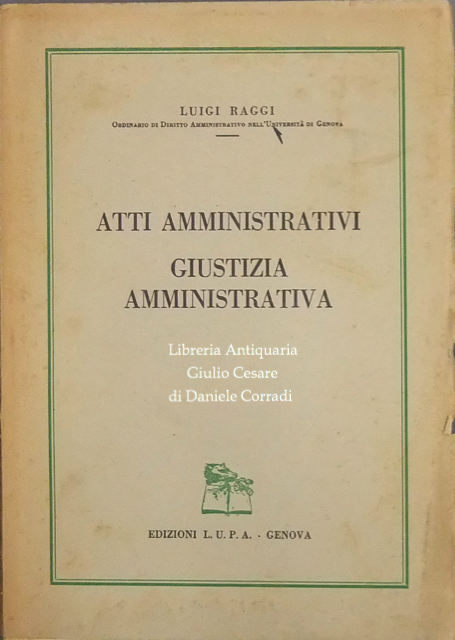 LUIGI RAGGI
ORDINARIO DI DIRITTO AMMINISTRATIVO NELL'UNIVERSITÀ DI GENOVA
ATTI AMMINISTRATIVI
GIUSTIZIA
AMMINISTRATIVA
Libreria Antiquaria
Giulio Cesare
di Daniele Corradi
EDIZIONI L. U. P. A. - GENOVA